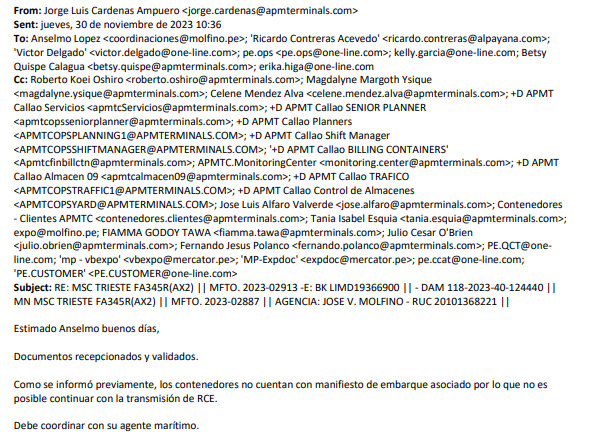 From: Jorge Luis Cardenas Ampuero <jorge.cardenas@apmterminals.com>
Sent: jueves, 30 de noviembre de 2023 10:36
To: Anselmo Lopez <coordinaciones@molfino.pe>; 'Ricardo Contreras Acevedo' <ricardo.contreras@alpayana.com>;
'Victor Delgado' <victor.delgado@one-line.com>; pe.ops <pe.ops@one-line.com>; kelly.garcia@one-line.com; Betsy
Quispe Calagua <betsy.quispe@apmterminals.com>; erika.higa@one-line.com
Cc: Roberto Koei Oshiro <roberto.oshiro@apmterminals.com>; Magdalyne Margoth Ysique
<magdalyne.ysique@apmterminals.com>; Celene Mendez Alva <celene.mendez.alva@apmterminals.com>; +D APMT
Callao Servicios <apmtcServicios@apmterminals.com>; +D APMT Callao SENIOR PLANNER
<apmtcopsseniorplanner@apmterminals.com>; +D APMT Callao Planners
<APMTCOPSPLANNING1@APMTERMINALS.COM>; +D APMT Callao Shift Manager
<APMTCOPSSHIFTMANAGER@APMTERMINALS.COM>; '+D APMT Callao BILLING CONTAINERS'
<Apmtcfinbillctn@apmterminals.com>; APMTC.MonitoringCenter <monitoring.center@apmterminals.com>; +D APMT
Callao Almacen 09 <apmtcalmacen09@apmterminals.com>; +D APMT Callao TRAFICO
<APMTCOPSTRAFFIC1@APMTERMINALS.COM>; +D APMT Callao Control de Almacenes
<APMTCOPSYARD@APMTERMINALS.COM>; Jose Luis Alfaro Valverde <jose.alfaro@apmterminals.com>; Contenedores
- Clientes APMTC <contenedores.clientes@apmterminals.com>; Tania Isabel Esquia <tania.esquia@apmterminals.com>;
expo@molfino.pe; FIAMMA GODOY TAWA <fiamma.tawa@apmterminals.com>; Julio Cesar O'Brien
<julio.obrien@apmterminals.com>; Fernando Jesus Polanco <fernando.polanco@apmterminals.com>; PE.QCT@one-
line.com; 'mp - vbexpo' <vbexpo@mercator.pe>; 'MP-Expdoc' <expdoc@mercator.pe>; pe.ccat@one-line.com;
'PE.CUSTOMER' <PE.CUSTOMER@one-line.com>
Subject: RE: MSC TRIESTE FA345R(AX2) || MFTO. 2023-02913 -E: BK LIMD19366900 || - DAM 118-2023-40-124440 ||
MN MSC TRIESTE FA345R(AX2) || MFTO. 2023-02887 || AGENCIA: JOSE V. MOLFINO - RUC 20101368221 ||
Estimado Anselmo buenos días,
Documentos recepcionados y validados.
Como se informó previamente, los contenedores no cuentan con manifiesto de embarque asociado por lo que no es
posible continuar con la transmisión de RCE.
Debe coordinar con su agente marítimo.